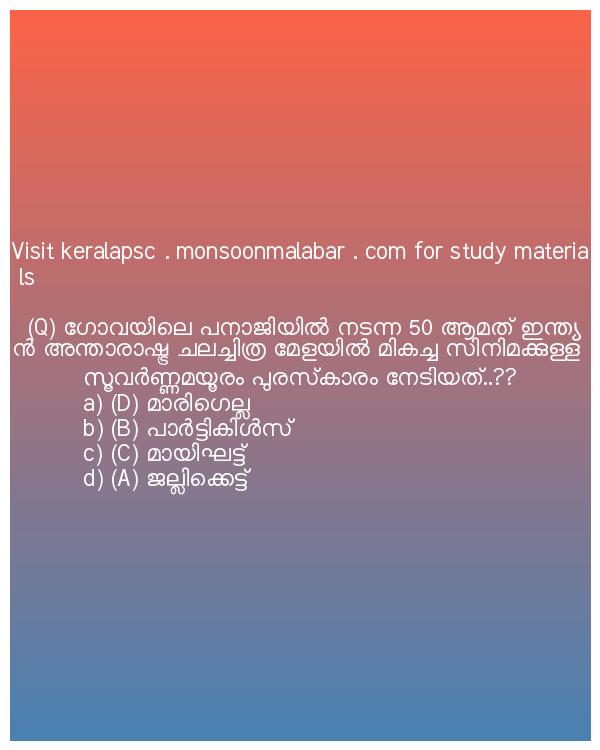 Visit keralapsc . monsoonmalabar . com for study materia
ls
(Q) ഗോവയിലെ പനാജിയിൽ നടന്ന 50 ആമത് ഇന്ത്യ
ൻ അന്താരാഷ്ട്ര ചലച്ചിത്ര മേളയിൽ മികച്ച സിനിമക്കുള്ള
സൂവർണ്ണമയൂരം പുരസ്കാരം നേടിയത്..??
a) (D) മാരിഗെല്ല
b) (B) പാർട്ടികിൾസ്
c) (C) മായിഘട്ട്
d) (A) ജല്ലിക്കെട്ട്